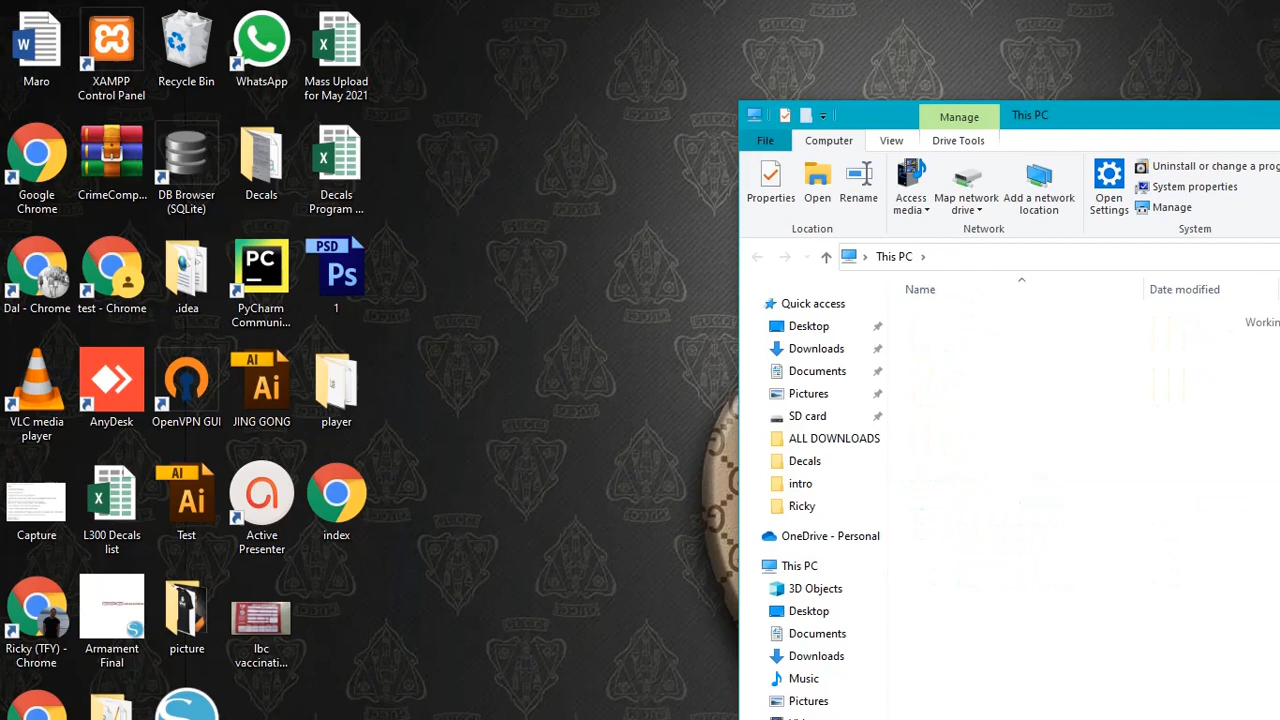 Maro
XAMPP
Control Panel
Recycle Bin
WhatsApp
Mass Upload
for May 2021
Google
Chrome
CrimeComp...
DB Browser
(SQLite)
Decals
Decals
Program ...
Dal - Chrome
test - Chrome
.idea
PC
PyCharm
Communi...
PSD
Ps
1
VLC media
player
AnyDesk
OpenVPN GUI
AI
Ai
JING GONG
player
Capture
L300 Decals
list
AI
Ai
Test
Active
Presenter
index
Ricky (TFY) -
Chrome
Armament
Final
picture
lbc
vaccinati...
Manage
This PC
File
Computer
View
Drive Tools
Properties
Open
Rename
Access
media
Map network
drive
Add a network
location
Open
Settings
Uninstall or change a prog
System properties
Manage
Location
Network
System
This PC
Name
Date modified
Workin
Quick access
Desktop
Downloads
Documents
Pictures
SD card
ALL DOWNLOADS
Decals
intro
Ricky
OneDrive - Personal
This PC
3D Objects
Desktop
Documents
Downloads
Music
Pictures